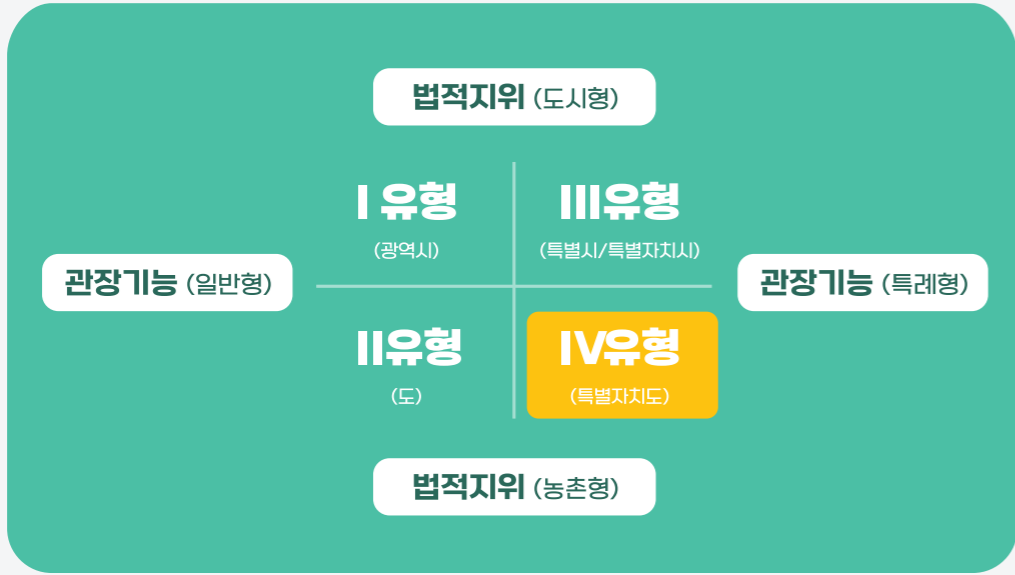 법적지위 (도시형)
I 유형
(광역시)
III유형
(특별시/특별자치시)
관장기능 (일반형)
관장기능 (특례형)
II유형
(도)
IV유형
(특별자치도)
법적지위 (농촌형)